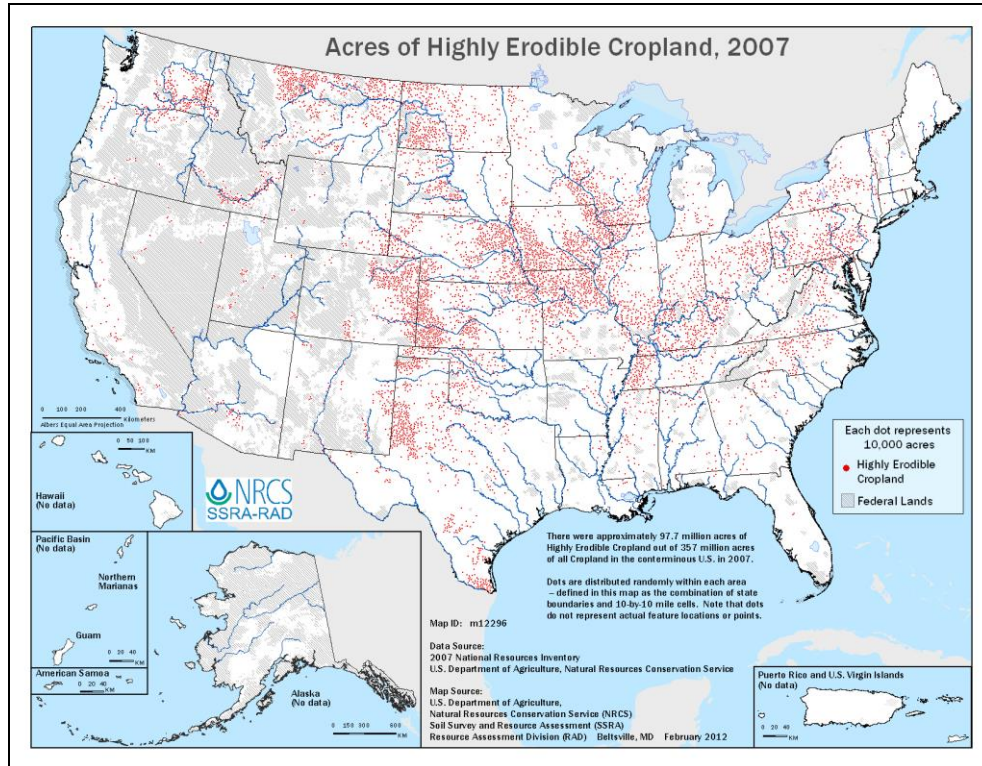 Acres of Highly Erodible Cropland, 2007
0 100 200 400
Kilometers
Albers Equal Area Projection
0 50 100
KM
Hawaii
(No data)
NRCS
SSRA-RAD
Each dot represents
10,000 acres
Highly Erodible
Cropland
Federal Lands
There were approximately 97.7 million acres of
Highly Erodible Cropland out of 357 million acres
of all Cropland in the conterminous U.S. in 2007.
Dots are distributed randomly within each area
– defined in this map as the combination of state
boundaries and 10-by-10 mile cells. Note that dots
do not represent actual feature locations or points.
Pacific Basin
(No data)
Northern
Marianas
Guam
0 20 40
KM
American Samoa
0 20 40
KM
Alaska
(No data)
0 150 300 600
KM
Map ID: m12296
Data Source:
2007 National Resources Inventory
U.S. Department of Agriculture, Natural Resources Conservation Service
Map Source:
U.S. Department of Agriculture,
Natural Resources Conservation Service (NRCS)
Soil Survey and Resource Assessment (SSRA)
Resource Assessment Division (RAD) Beltsville, MD February 2012
Puerto Rico and U.S. Virgin Islands
(No data)
0 20 40
KM